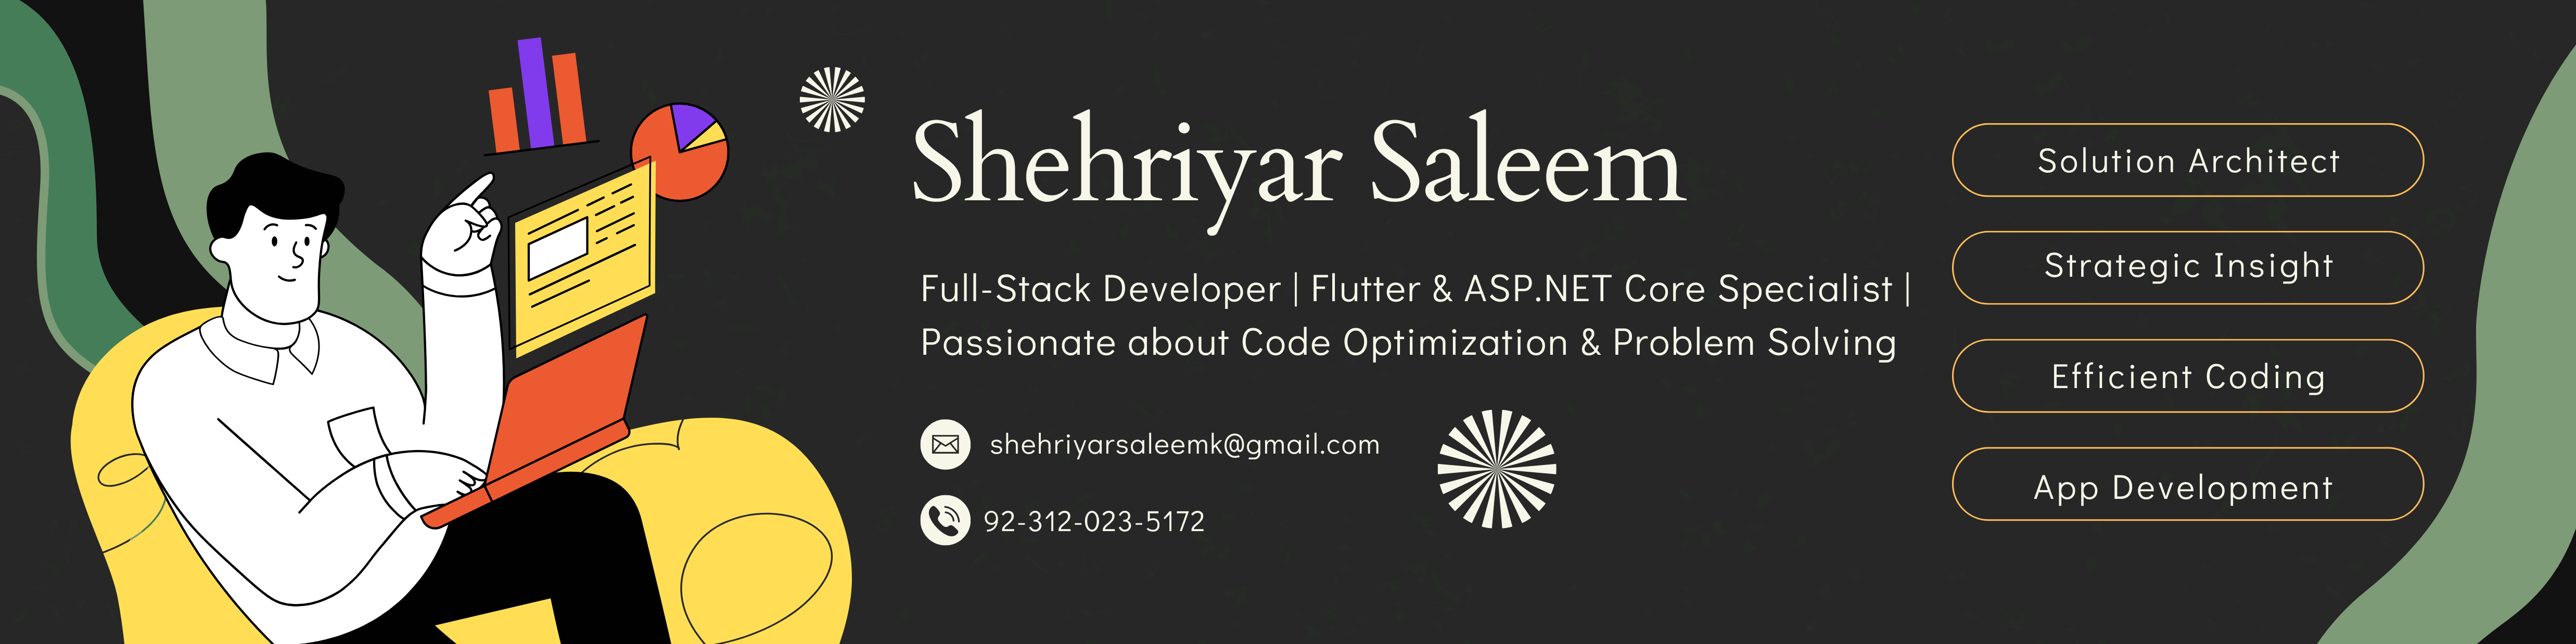 Shehriyar Saleem
Full-Stack Developer | Flutter & ASP.NET Core Specialist |
Passionate about Code Optimization & Problem Solving
shehriyarsaleemk@gmail.com
92-312-023-5172
Solution Architect
Strategic Insight
Efficient Coding
App Development